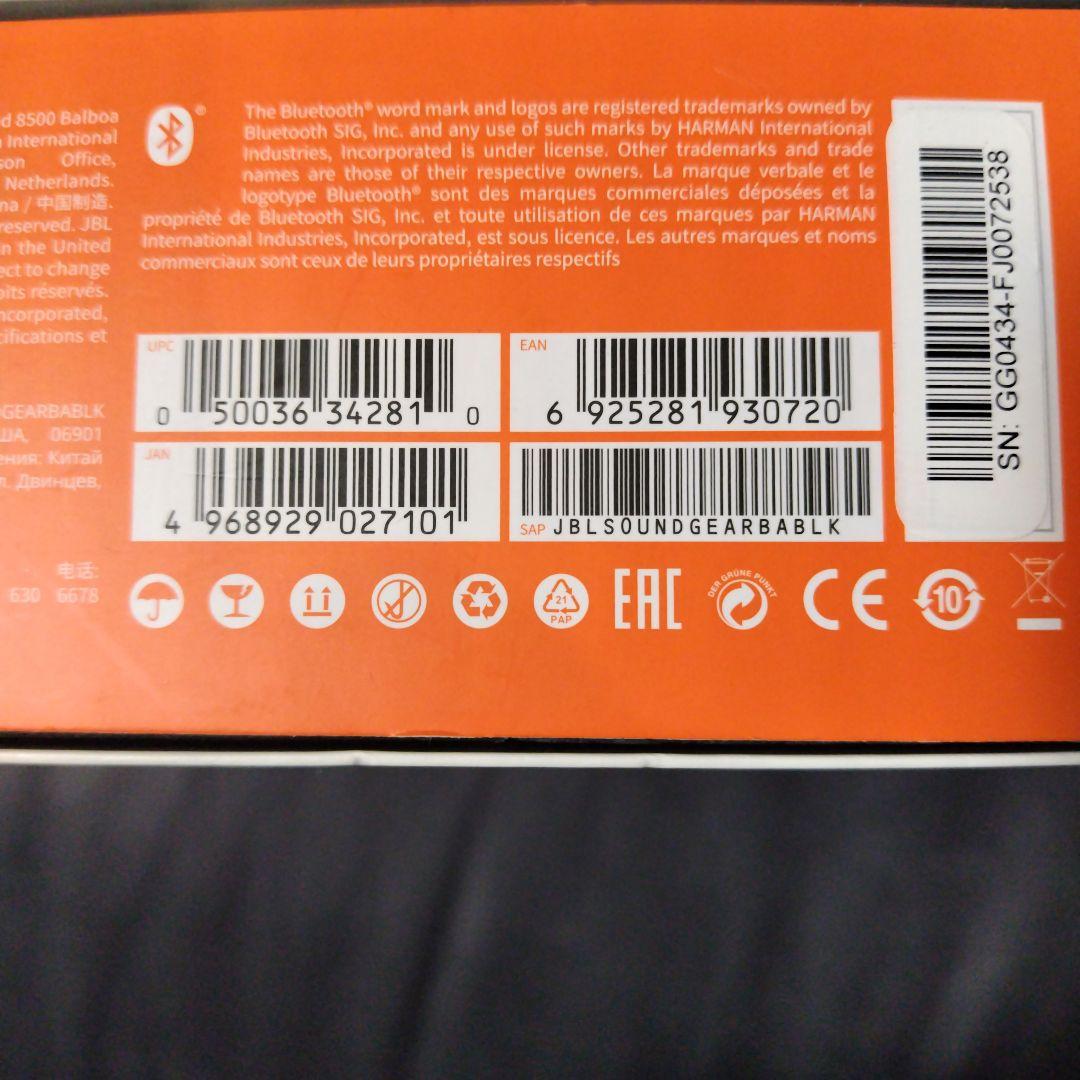 d 8500 Balboa
International
son Office,
Netherlands.
na / 中国制造.
reserved. JBL
in the United
ect to change
oits réservés.
ncorporated,
cifications et
GEARBABLK
ША, 06901
ения: Китай
л. Двинцев,
电话:
630 6678
®
The Bluetooth® word mark and logos are registered trademarks owned by
Bluetooth SIG, Inc. and any use of such marks by HARMAN International
Industries, Incorporated is under license. Other trademarks and trade
names are those of their respective owners. La marque verbale et le
logotype Bluetooth® sont des marques commerciales déposées et la
propriété de Bluetooth SIG, Inc. et toute utilisation de ces marques par HARMAN
International Industries, Incorporated, est sous licence. Les autres marques et noms
commerciaux sont ceux de leurs propriétaires respectifs
UPC
0 50036 34281 0
EAN
6 925281 930720
JAN
4 968929 027101
SAP JBLSOUNDGEARBABLK
SN: GG0434-FJ0072538
21
PAP
EAC
DER GRÜNE PUNKT
CE
10